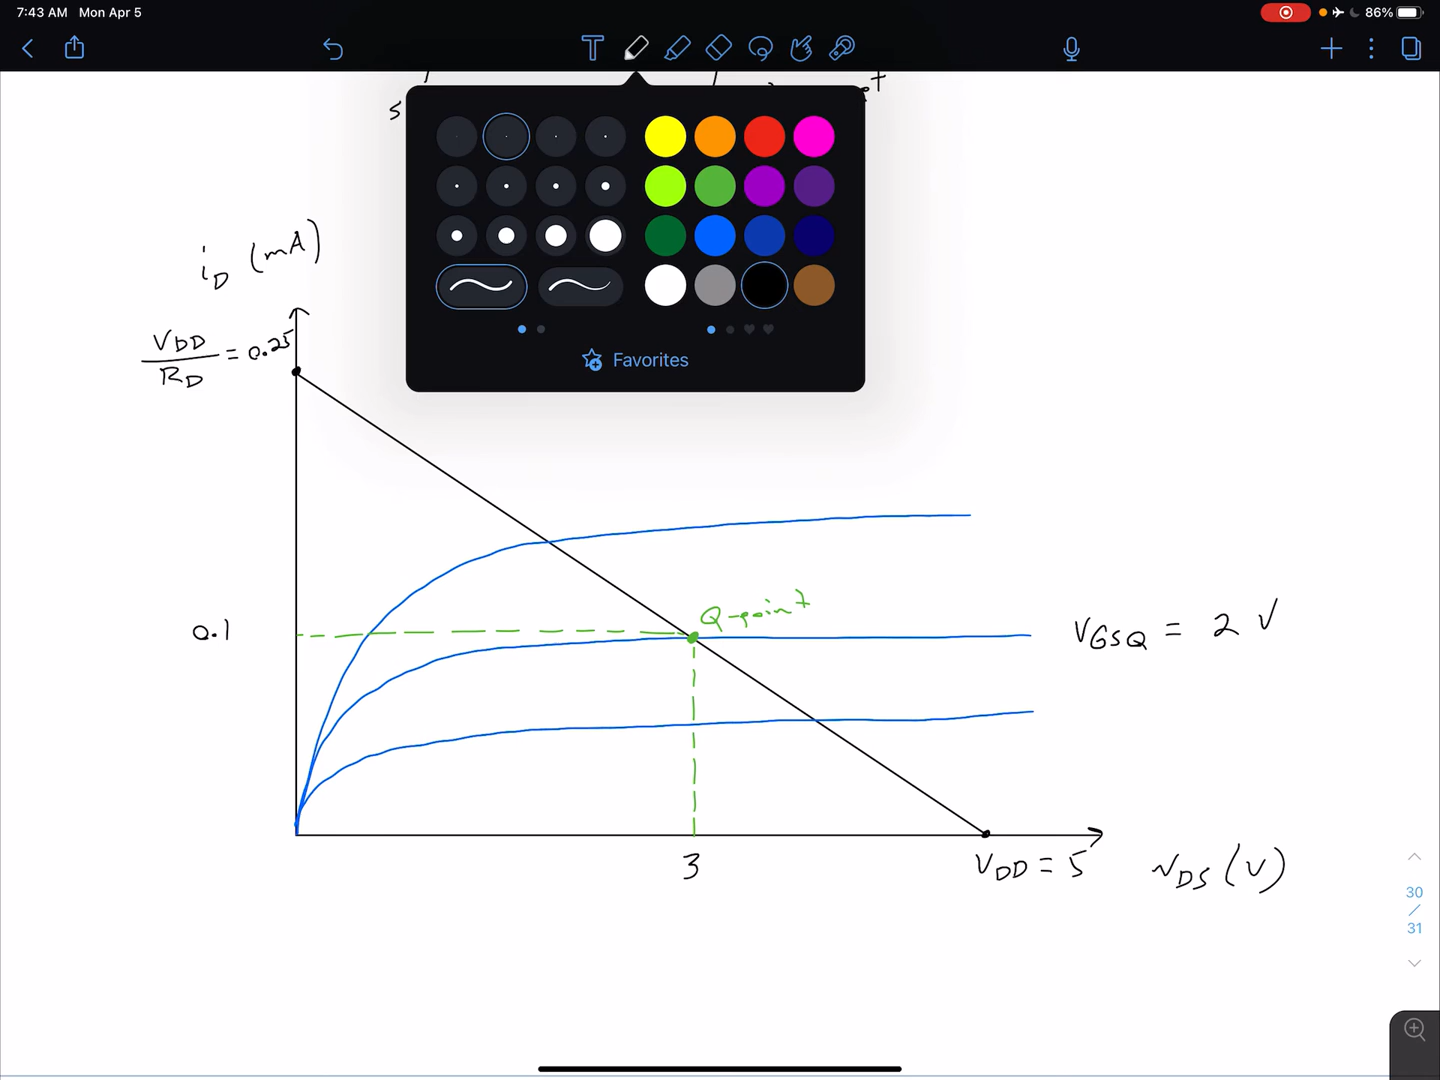 7:43 AM Mon Apr 5
86%
T
s
t
Favorites
i_D (mA)
V_DD / R_D = 0.25
Q-point
0.1
V_GSQ = 2 V
3
V_DD = 5
v_DS (V)
30
/
31